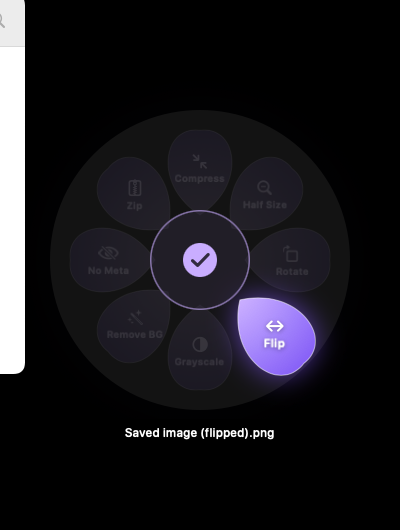 Compress
Zip
Half Size
No Meta
Rotate
Remove BG
Flip
Grayscale
Saved image (flipped).png